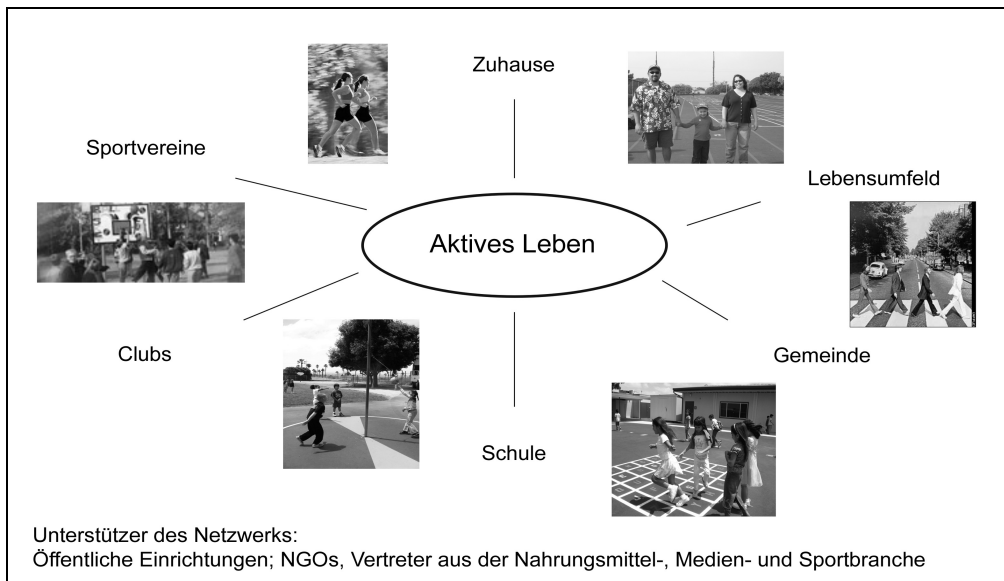 Zuhause
Sportvereine
Lebensumfeld
Aktives Leben
Clubs
Gemeinde
Schule
Unterstützer des Netzwerks:
Öffentliche Einrichtungen; NGOs, Vertreter aus der Nahrungsmittel-, Medien- und Sportbranche